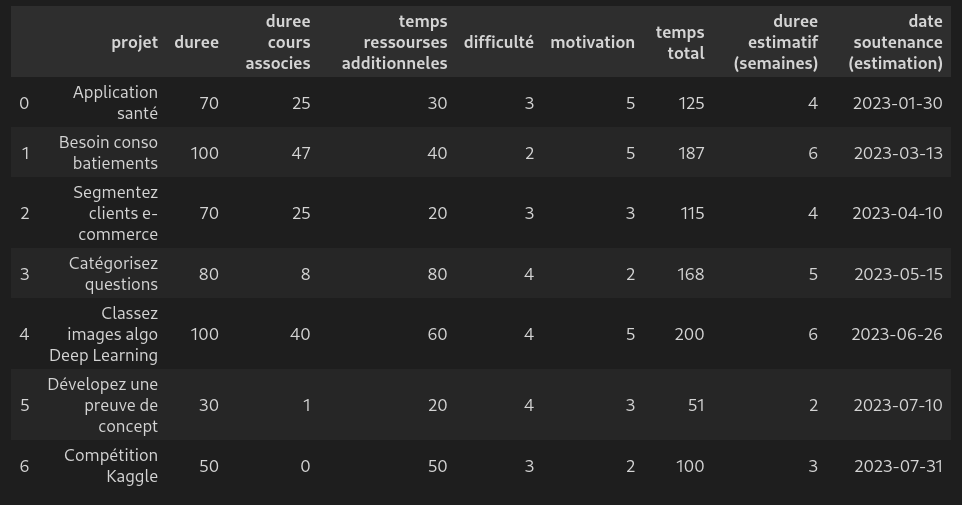 projet duree duree cours associes temps ressourses additionneles difficulté motivation temps total duree estimatif (semaines) date soutenance (estimation)
0 Application santé 70 25 30 3 5 125 4 2023-01-30
1 Besoin conso batiements 100 47 40 2 5 187 6 2023-03-13
2 Segmentez clients e-commerce 70 25 20 3 3 115 4 2023-04-10
3 Catégorisez questions 80 8 80 4 2 168 5 2023-05-15
4 Classez images algo Deep Learning 100 40 60 4 5 200 6 2023-06-26
5 Dévelopez une preuve de concept 30 1 20 4 3 51 2 2023-07-10
6 Compétition Kaggle 50 0 50 3 2 100 3 2023-07-31